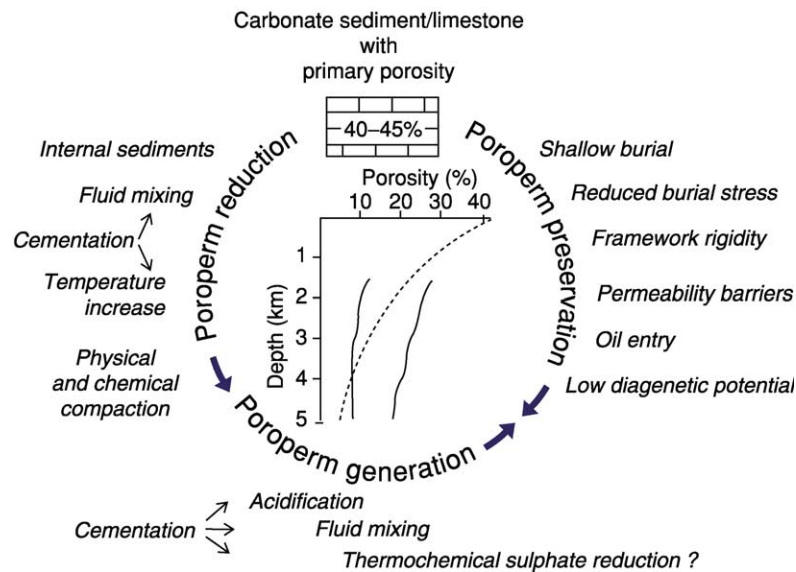 Carbonate sediment/limestone
with
primary porosity
40–45%
Poroperm reduction
Internal sediments
Fluid mixing
Cementation
Temperature
increase
Physical
and chemical
compaction
Porosity (%)
10 20 30 40
Depth (km)
1
2
3
4
5
Poroperm preservation
Shallow burial
Reduced burial stress
Framework rigidity
Permeability barriers
Oil entry
Low diagenetic potential
Poroperm generation
Acidification
Cementation
Fluid mixing
Thermochemical sulphate reduction ?